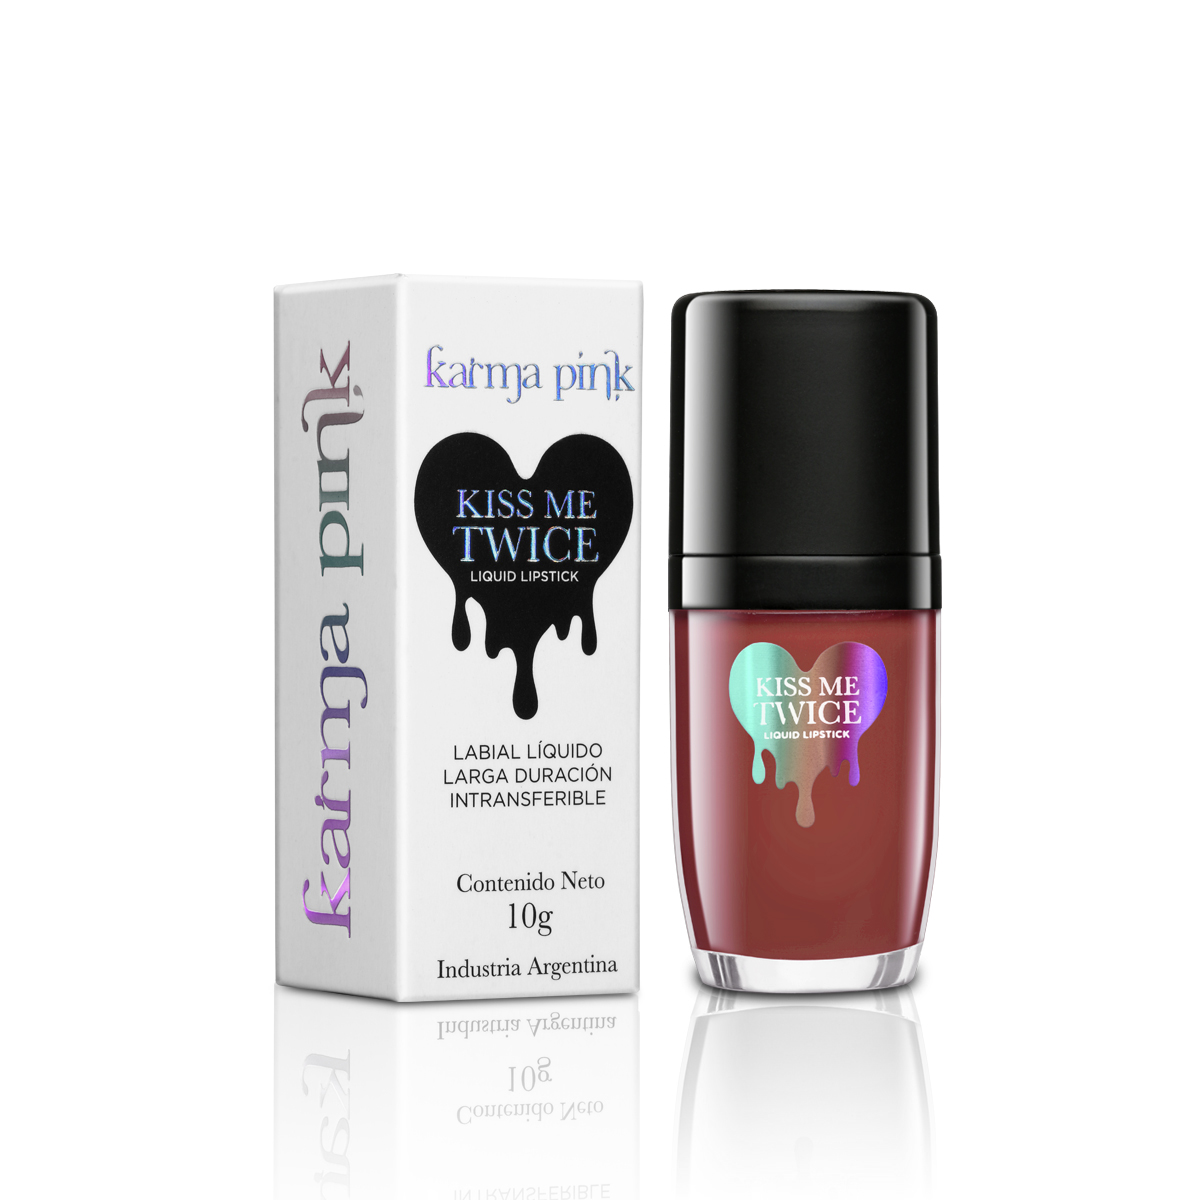 karma pink
karma pink
KISS ME
TWICE
LIQUID LIPSTICK
LABIAL LÍQUIDO
LARGA DURACIÓN
INTRANSFERIBLE
Contenido Neto
10g
Industria Argentina
KISS ME
TWICE
LIQUID LIPSTICK